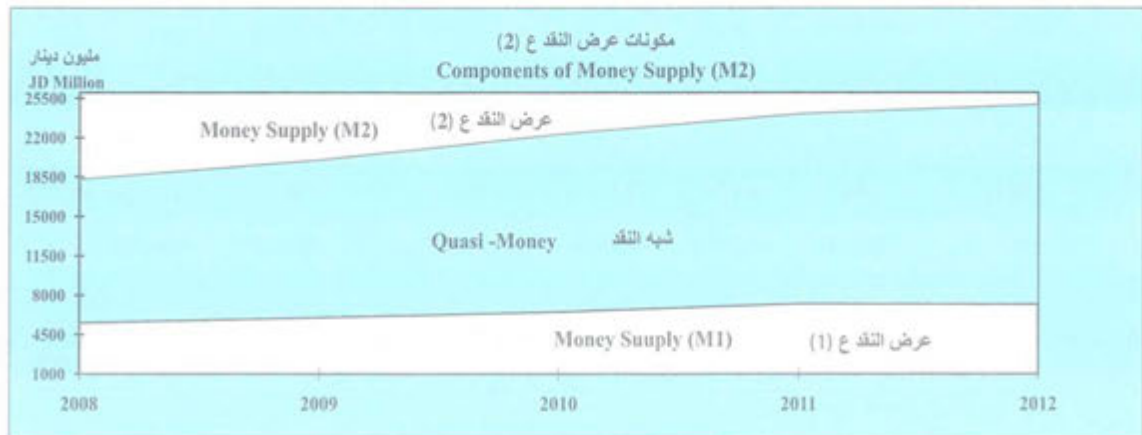 مكونات عرض النقد ع (2)
Components of Money Supply (M2)
مليون دينار
JD Million
25500
22000
18500
15000
11500
8000
4500
1000
Money Supply (M2) عرض النقد ع (2)
Quasi -Money شبه النقد
Money Suuply (M1) عرض النقد ع (1)
2008 2009 2010 2011 2012